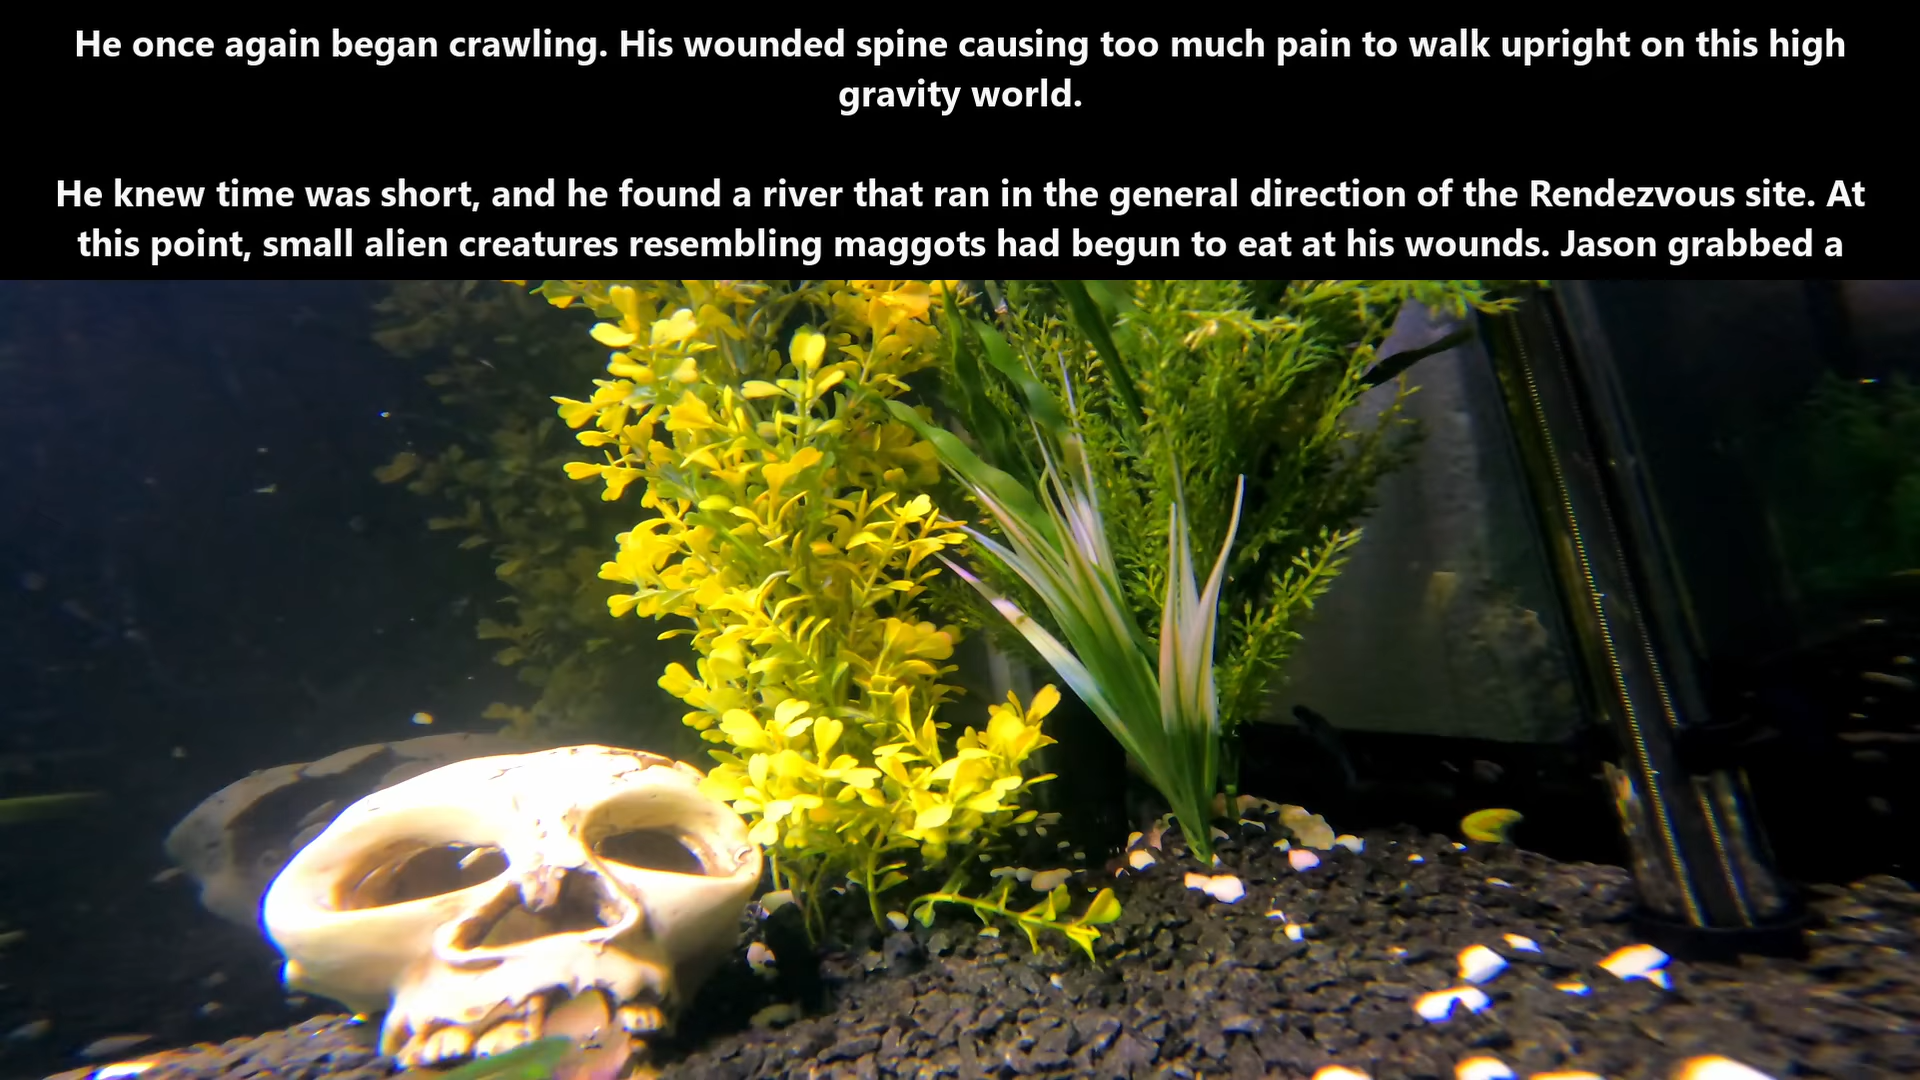 He once again began crawling. His wounded spine causing too much pain to walk upright on this high
gravity world.
He knew time was short, and he found a river that ran in the general direction of the Rendezvous site. At
this point, small alien creatures resembling maggots had begun to eat at his wounds. Jason grabbed a